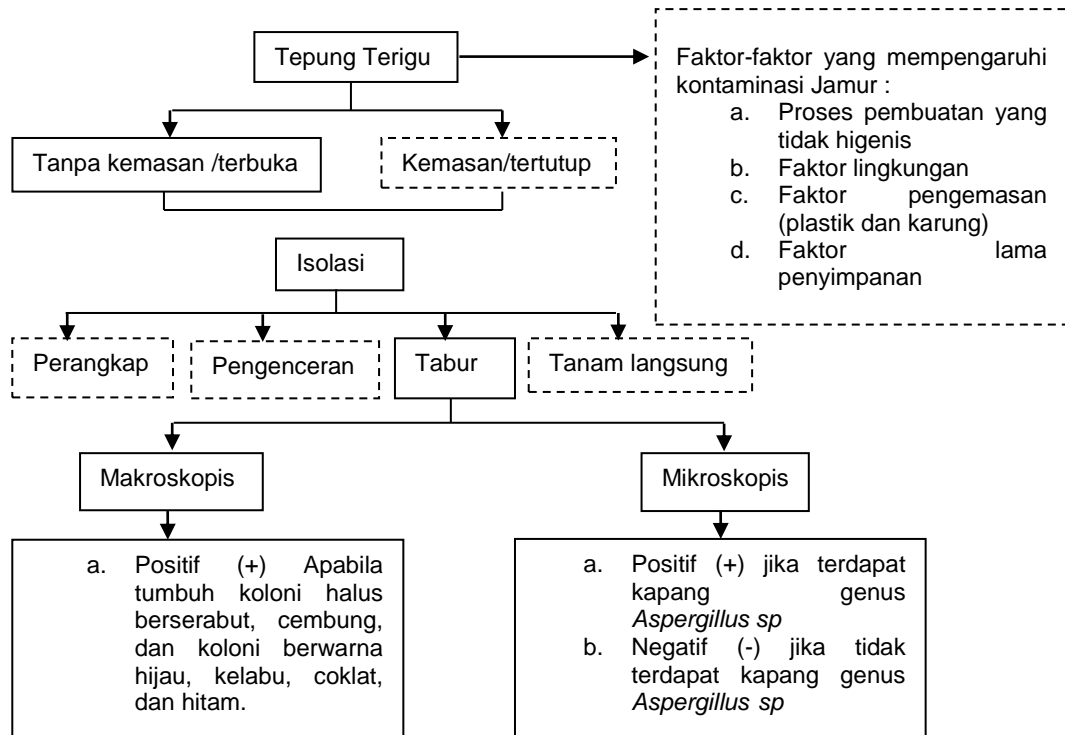 Tepung Terigu
Faktor-faktor yang mempengaruhi
kontaminasi Jamur :
a. Proses pembuatan yang
tidak higenis
b. Faktor lingkungan
c. Faktor pengemasan
(plastik dan karung)
d. Faktor lama
penyimpanan
Tanpa kemasan /terbuka
Kemasan/tertutup
Isolasi
Perangkap
Pengenceran
Tabur
Tanam langsung
Makroskopis
Mikroskopis
a. Positif (+) Apabila
tumbuh koloni halus
berserabut, cembung,
dan koloni berwarna
hijau, kelabu, coklat,
dan hitam.
a. Positif (+) jika terdapat
kapang genus
Aspergillus sp
b. Negatif (-) jika tidak
terdapat kapang genus
Aspergillus sp